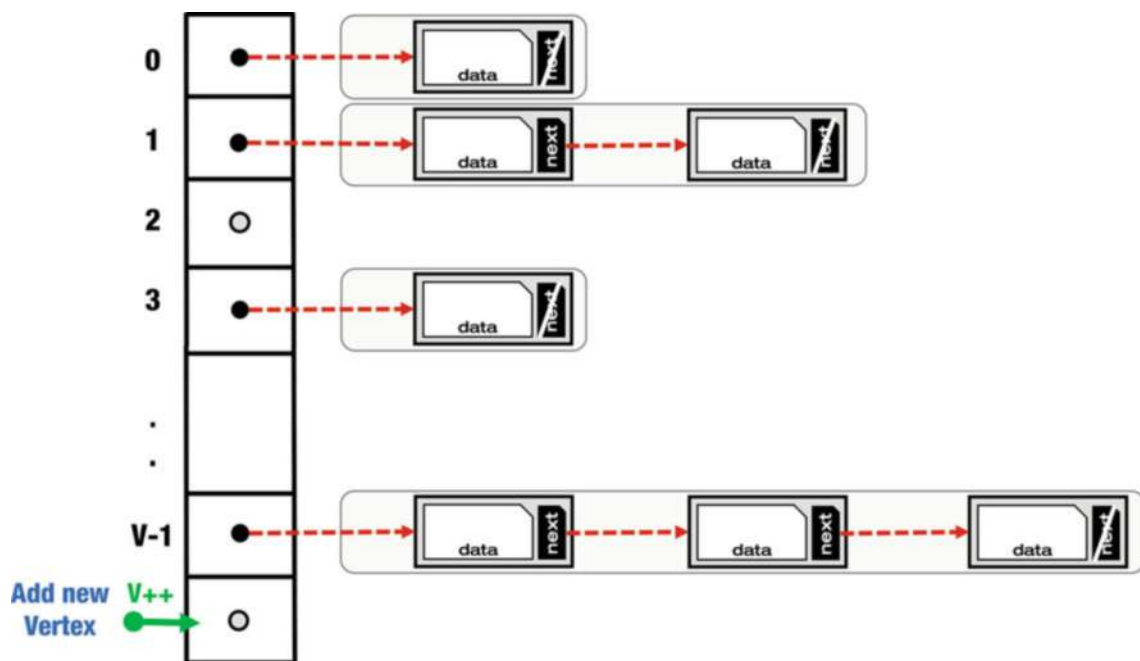 0
data next
1
data next data next
2
3
data next
.
.
V-1
data next data next data next
Add new V++
Vertex